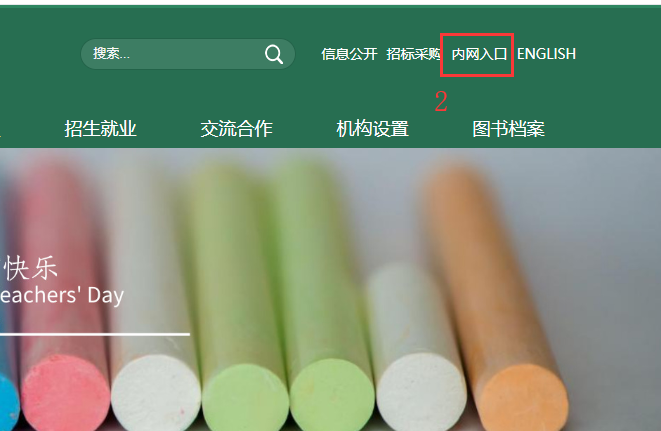 搜索...
信息公开 招标采购 内网入口 ENGLISH
2
招生就业 交流合作 机构设置 图书档案
快乐
eachers' Day